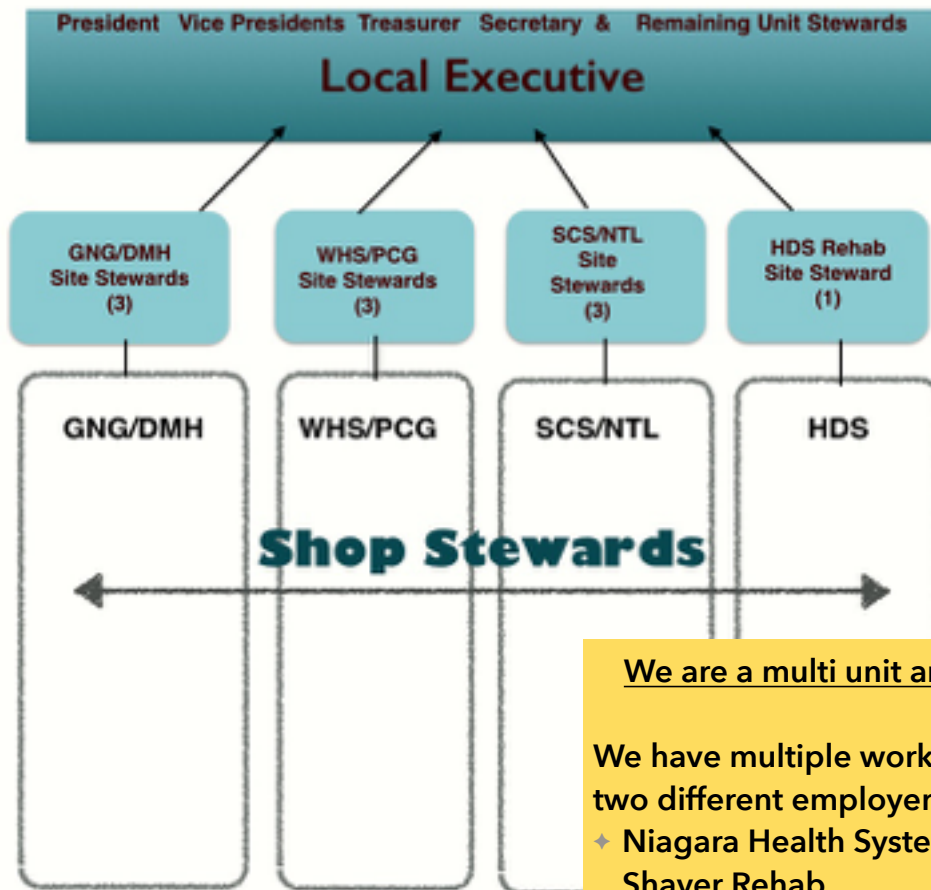 President Vice Presidents Treasurer Secretary & Remaining Unit Stewards
Local Executive
GNG/DMH
Site Stewards
(3)
WHS/PCG
Site Stewards
(3)
SCS/NTL
Site
Stewards
(3)
HDS Rehab
Site Steward
(1)
GNG/DMH
WHS/PCG
SCS/NTL
HDS
Shop Stewards
We are a multi unit
We have multiple work
two different employer
Niagara Health Syste
Shaver Rehab